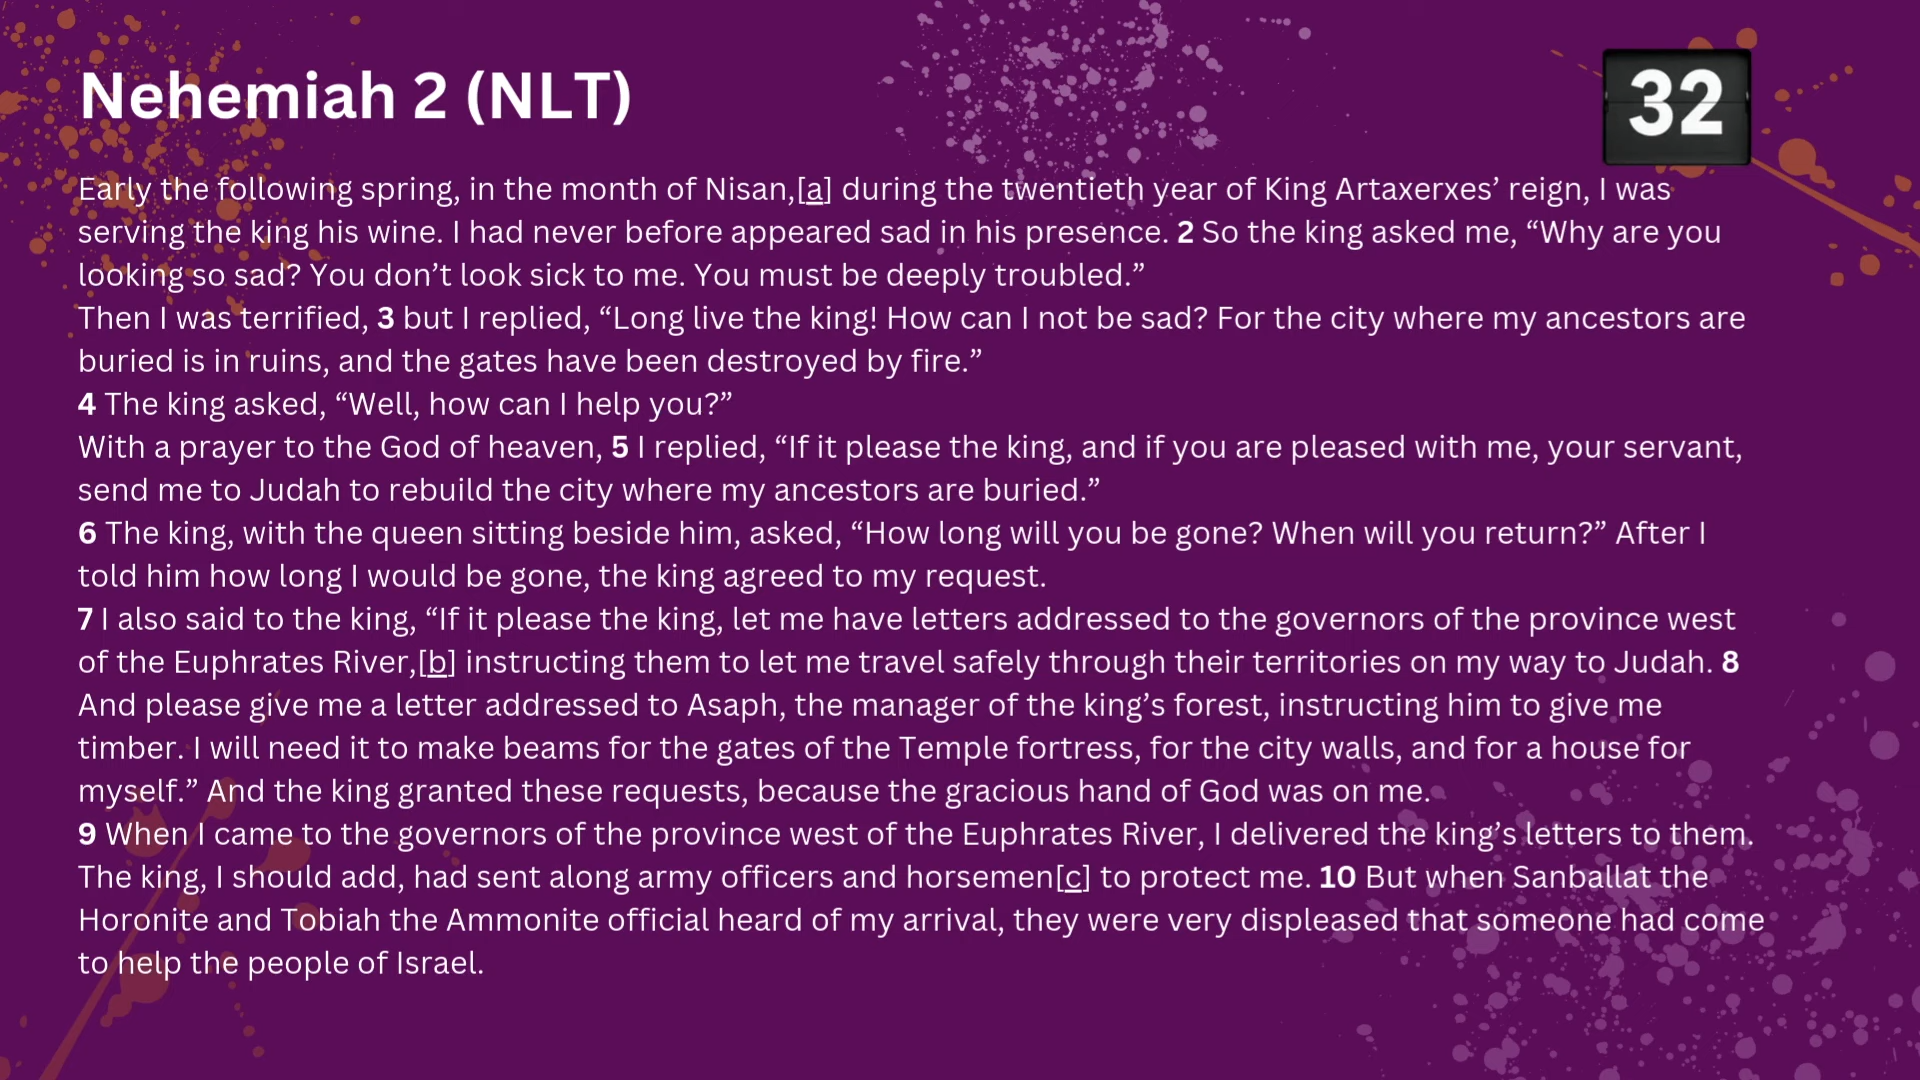 Nehemiah 2 (NLT)
32
Early the following spring, in the month of Nisan,[a] during the twentieth year of King Artaxerxes’ reign, I was
serving the king his wine. I had never before appeared sad in his presence. 2 So the king asked me, “Why are you
looking so sad? You don’t look sick to me. You must be deeply troubled.”
Then I was terrified, 3 but I replied, “Long live the king! How can I not be sad? For the city where my ancestors are
buried is in ruins, and the gates have been destroyed by fire.”
4 The king asked, “Well, how can I help you?”
With a prayer to the God of heaven, 5 I replied, “If it please the king, and if you are pleased with me, your servant,
send me to Judah to rebuild the city where my ancestors are buried.”
6 The king, with the queen sitting beside him, asked, “How long will you be gone? When will you return?” After I
told him how long I would be gone, the king agreed to my request.
7 I also said to the king, “If it please the king, let me have letters addressed to the governors of the province west
of the Euphrates River,[b] instructing them to let me travel safely through their territories on my way to Judah. 8
And please give me a letter addressed to Asaph, the manager of the king’s forest, instructing him to give me
timber. I will need it to make beams for the gates of the Temple fortress, for the city walls, and for a house for
myself.” And the king granted these requests, because the gracious hand of God was on me.
9 When I came to the governors of the province west of the Euphrates River, I delivered the king’s letters to them.
The king, I should add, had sent along army officers and horsemen[c] to protect me. 10 But when Sanballat the
Horonite and Tobiah the Ammonite official heard of my arrival, they were very displeased that someone had come
to help the people of Israel.